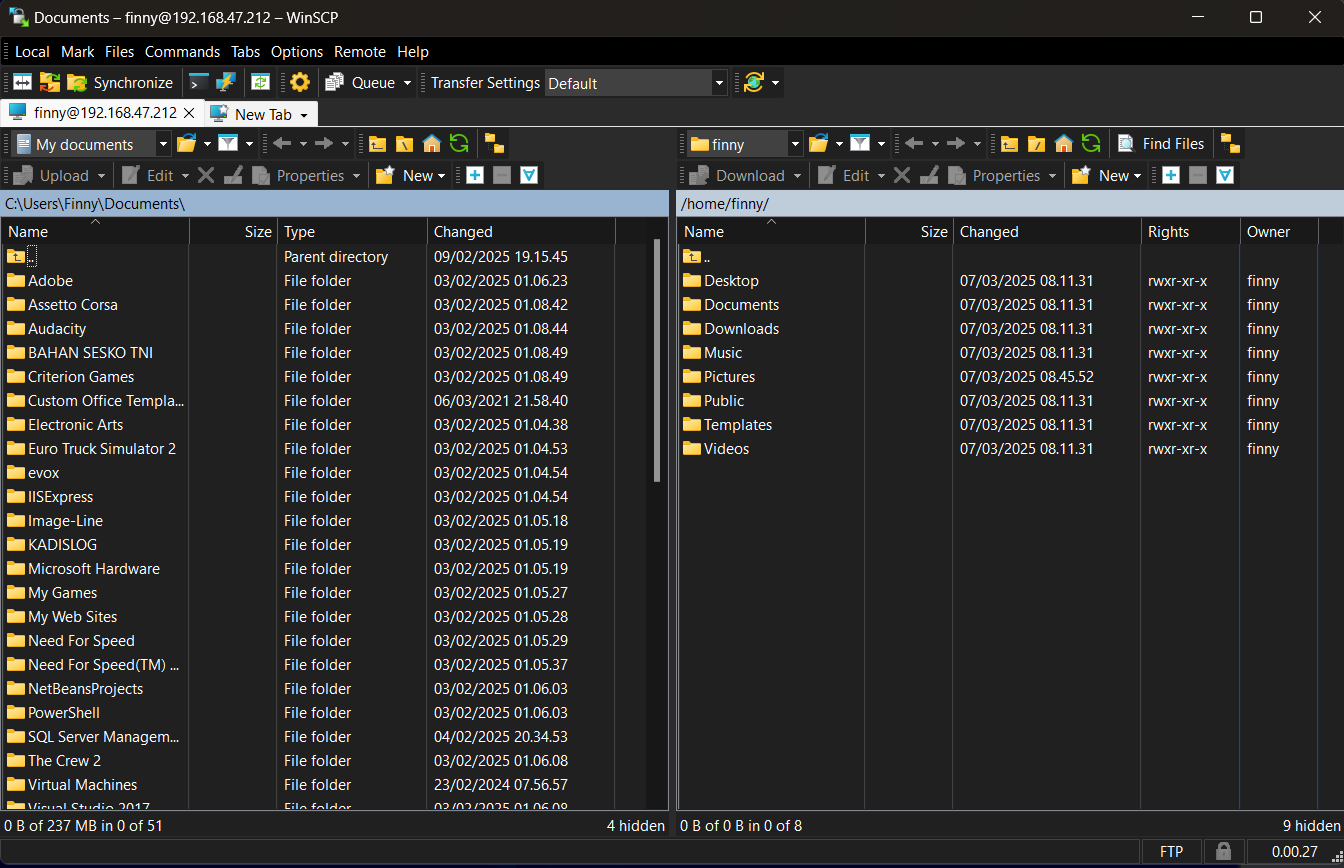 Documents – finny@192.168.47.212 – WinSCP
Local Mark Files Commands Tabs Options Remote Help
Synchronize Queue Transfer Settings Default
finny@192.168.47.212 New Tab
My documents
Upload Edit Properties New
C:\Users\Finny\Documents\
Name Size Type Changed
.. Parent directory 09/02/2025 19.15.45
Adobe File folder 03/02/2025 01.06.23
Assetto Corsa File folder 03/02/2025 01.08.42
Audacity File folder 03/02/2025 01.08.44
BAHAN SESKO TNI File folder 03/02/2025 01.08.49
Criterion Games File folder 03/02/2025 01.08.49
Custom Office Templa... File folder 06/03/2021 21.58.40
Electronic Arts File folder 03/02/2025 01.04.38
Euro Truck Simulator 2 File folder 03/02/2025 01.04.53
evox File folder 03/02/2025 01.04.54
IISExpress File folder 03/02/2025 01.04.54
Image-Line File folder 03/02/2025 01.05.18
KADISLOG File folder 03/02/2025 01.05.19
Microsoft Hardware File folder 03/02/2025 01.05.19
My Games File folder 03/02/2025 01.05.27
My Web Sites File folder 03/02/2025 01.05.28
Need For Speed File folder 03/02/2025 01.05.29
Need For Speed(TM) ... File folder 03/02/2025 01.05.37
NetBeansProjects File folder 03/02/2025 01.06.03
PowerShell File folder 03/02/2025 01.06.03
SQL Server Managem... File folder 04/02/2025 20.34.53
The Crew 2 File folder 03/02/2025 01.06.08
Virtual Machines File folder 23/02/2024 07.56.57
Visual Studio 2017 File folder 03/02/2025 01.06.08
0 B of 237 MB in 0 of 51 4 hidden
finny Find Files
Download Edit Properties New
/home/finny/
Name Size Changed Rights Owner
..
Desktop 07/03/2025 08.11.31 rwxr-xr-x finny
Documents 07/03/2025 08.11.31 rwxr-xr-x finny
Downloads 07/03/2025 08.11.31 rwxr-xr-x finny
Music 07/03/2025 08.11.31 rwxr-xr-x finny
Pictures 07/03/2025 08.45.52 rwxr-xr-x finny
Public 07/03/2025 08.11.31 rwxr-xr-x finny
Templates 07/03/2025 08.11.31 rwxr-xr-x finny
Videos 07/03/2025 08.11.31 rwxr-xr-x finny
0 B of 0 B in 0 of 8 9 hidden
FTP 0.00.27